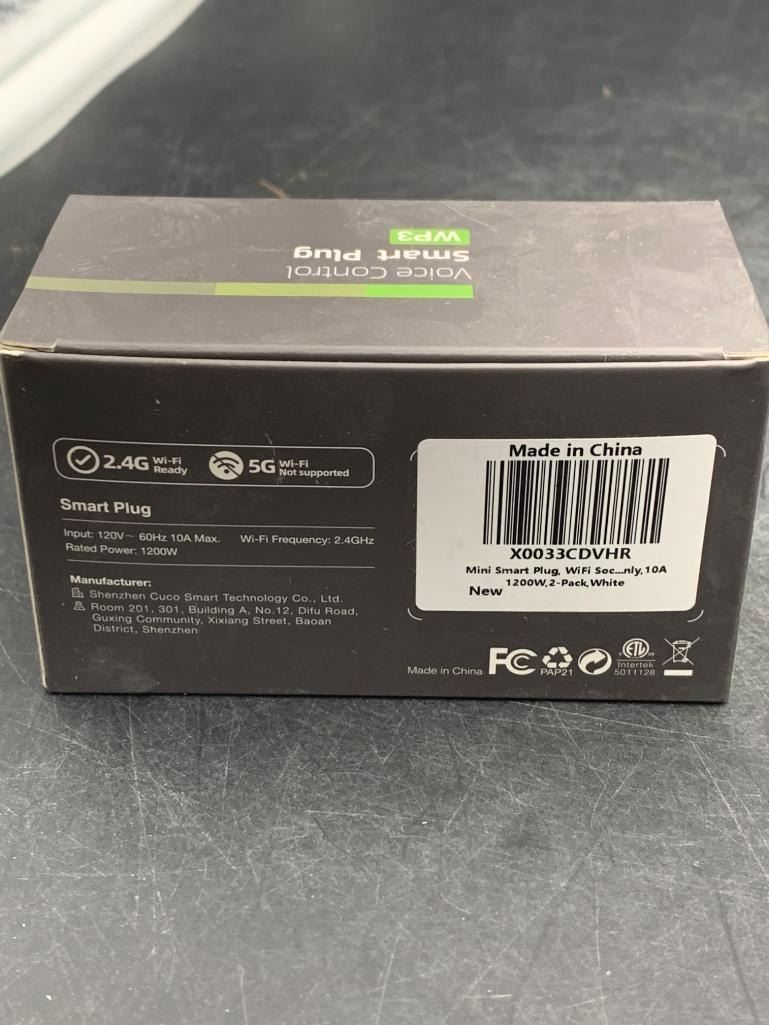 Voice Control
Smart Plug
WP3
2.4G Wi-Fi Ready
5G Wi-Fi Not supported
Smart Plug
Input: 120V~ 60Hz 10A Max. Wi-Fi Frequency: 2.4GHz
Rated Power: 1200W
Manufacturer:
Shenzhen Cuco Smart Technology Co., Ltd.
Room 201, 301, Building A, No.12, Difu Road,
Guxing Community, Xixiang Street, Baoan
District, Shenzhen
Made in China
X0033CDVHR
Mini Smart Plug, WiFi Soc...nly,10A
1200W,2-Pack,White
New
Made in China FC PAP21
ETL
Intertek
5011128